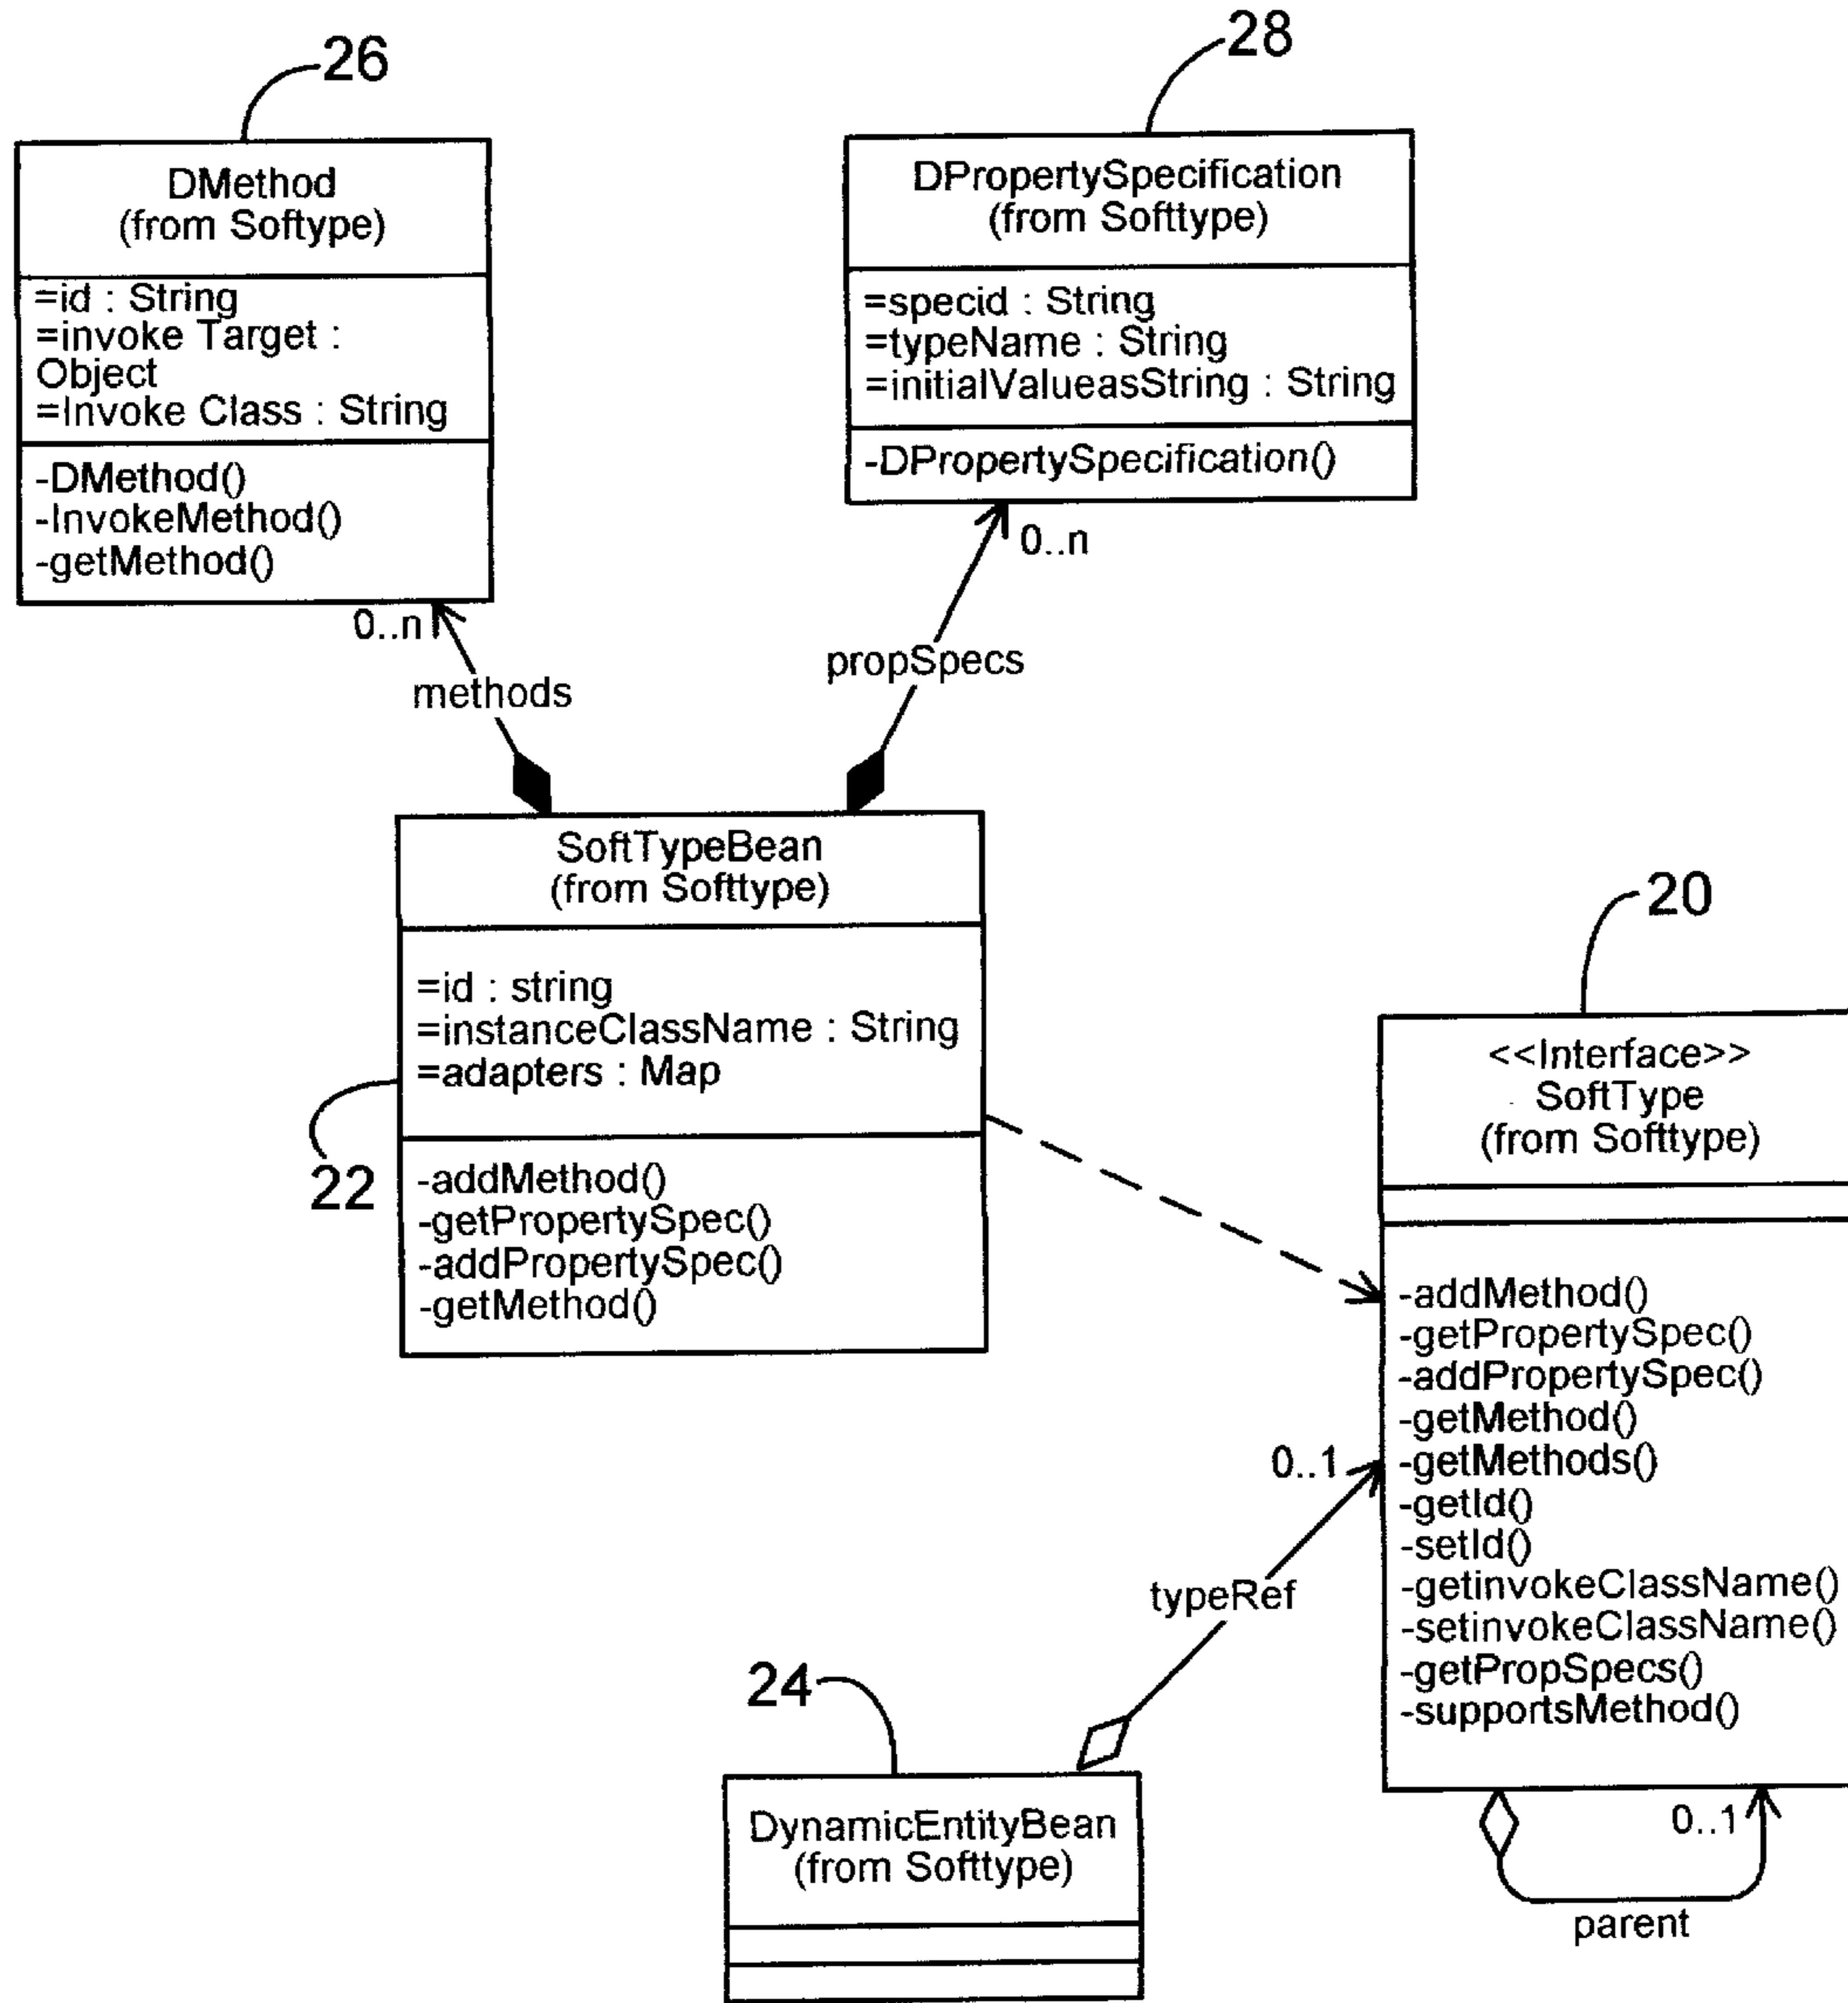 26
DMethod
(from Softype)
=id : String
=invoke Target :
Object
=Invoke Class : String
-DMethod()
-InvokeMethod()
-getMethod()
0..n
methods
28
DPropertySpecification
(from Softtype)
=specid : String
=typeName : String
=initialValueasString : String
-DPropertySpecification()
0..n
propSpecs
SoftTypeBean
(from Softtype)
=id : string
=instanceClassName : String
=adapters : Map
22
-addMethod()
-getPropertySpec()
-addPropertySpec()
-getMethod()
20
<<Interface>>
SoftType
(from Softtype)
-addMethod()
-getPropertySpec()
-addPropertySpec()
-getMethod()
-getMethods()
-getId()
-setId()
-getinvokeClassName()
-setinvokeClassName()
-getPropSpecs()
-supportsMethod()
0..1
typeRef
24
DynamicEntityBean
(from Softtype)
0..1
parent